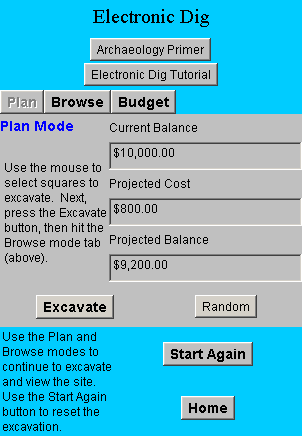 Electronic Dig
Archaeology Primer
Electronic Dig Tutorial
Plan Browse Budget
Plan Mode
Use the mouse to
select squares to
excavate. Next,
press the Excavate
button, then hit the
Browse mode tab
(above).
Current Balance
$10,000.00
Projected Cost
$800.00
Projected Balance
$9,200.00
Excavate
Random
Use the Plan and
Browse modes to
continue to excavate
and view the site.
Use the Start Again
button to reset the
excavation.
Start Again
Home